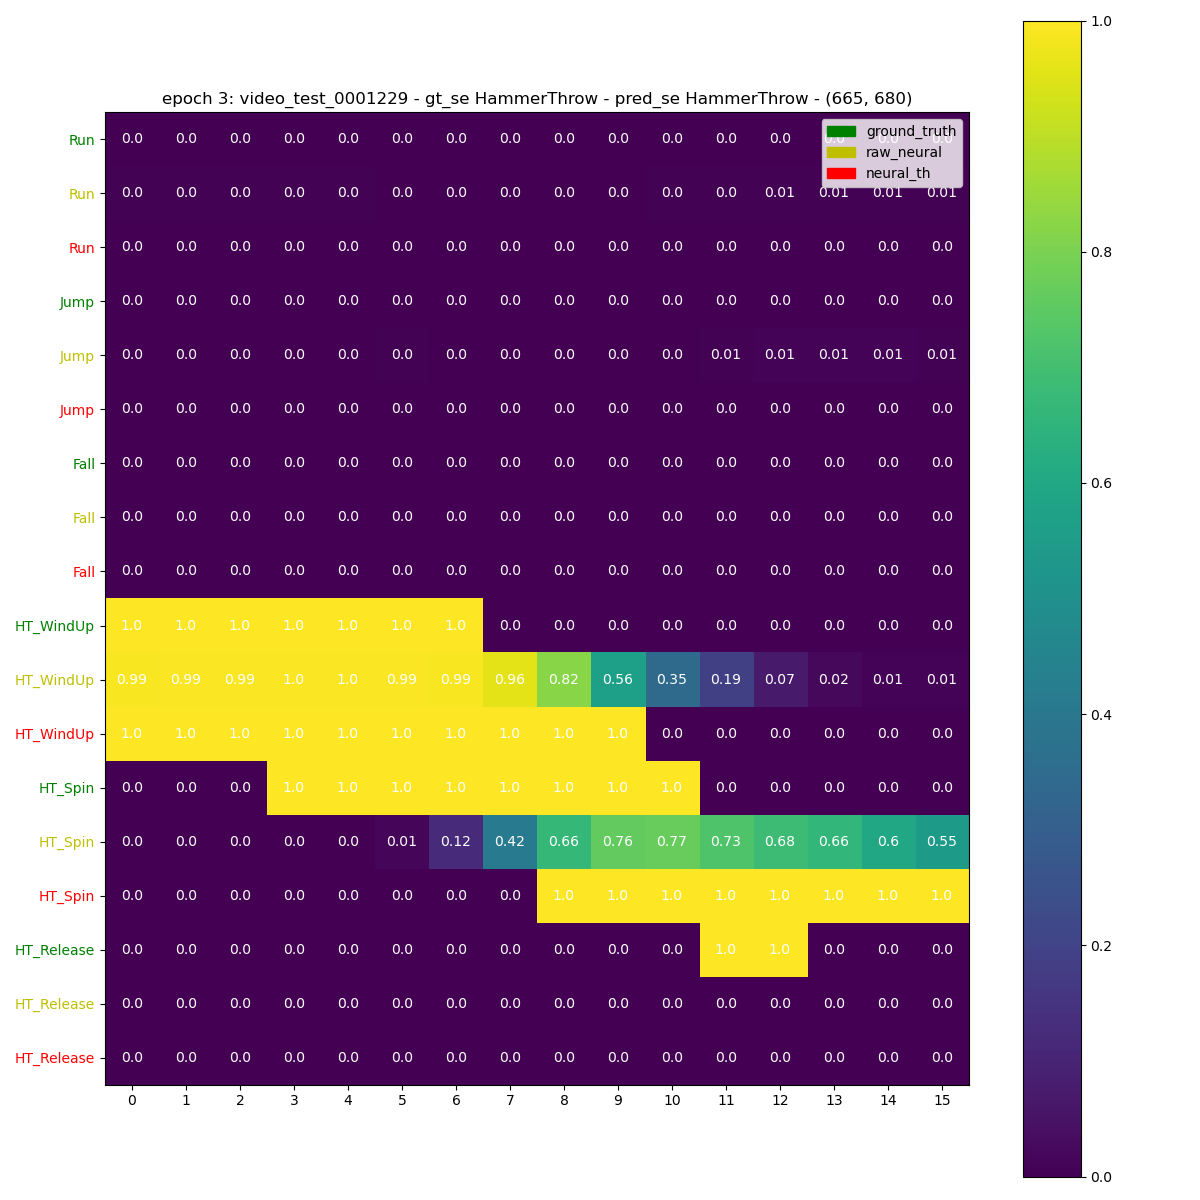 epoch 3: video_test_0001229 - gt_se HammerThrow - pred_se HammerThrow - (665, 680)
ground_truth
raw_neural
neural_th
Run 0.0 0.0 0.0 0.0 0.0 0.0 0.0 0.0 0.0 0.0 0.0 0.0 0.0 0.0 0.0 0.0
Run 0.0 0.0 0.0 0.0 0.0 0.0 0.0 0.0 0.0 0.0 0.0 0.0 0.01 0.01 0.01 0.01
Run 0.0 0.0 0.0 0.0 0.0 0.0 0.0 0.0 0.0 0.0 0.0 0.0 0.0 0.0 0.0 0.0
Jump 0.0 0.0 0.0 0.0 0.0 0.0 0.0 0.0 0.0 0.0 0.0 0.0 0.0 0.0 0.0 0.0
Jump 0.0 0.0 0.0 0.0 0.0 0.0 0.0 0.0 0.0 0.0 0.0 0.01 0.01 0.01 0.01 0.01
Jump 0.0 0.0 0.0 0.0 0.0 0.0 0.0 0.0 0.0 0.0 0.0 0.0 0.0 0.0 0.0 0.0
Fall 0.0 0.0 0.0 0.0 0.0 0.0 0.0 0.0 0.0 0.0 0.0 0.0 0.0 0.0 0.0 0.0
Fall 0.0 0.0 0.0 0.0 0.0 0.0 0.0 0.0 0.0 0.0 0.0 0.0 0.0 0.0 0.0 0.0
Fall 0.0 0.0 0.0 0.0 0.0 0.0 0.0 0.0 0.0 0.0 0.0 0.0 0.0 0.0 0.0 0.0
HT_WindUp 1.0 1.0 1.0 1.0 1.0 1.0 1.0 0.0 0.0 0.0 0.0 0.0 0.0 0.0 0.0 0.0
HT_WindUp 0.99 0.99 0.99 1.0 1.0 0.99 0.99 0.96 0.82 0.56 0.35 0.19 0.07 0.02 0.01 0.01
HT_WindUp 1.0 1.0 1.0 1.0 1.0 1.0 1.0 1.0 1.0 1.0 0.0 0.0 0.0 0.0 0.0 0.0
HT_Spin 0.0 0.0 0.0 1.0 1.0 1.0 1.0 1.0 1.0 1.0 1.0 0.0 0.0 0.0 0.0 0.0
HT_Spin 0.0 0.0 0.0 0.0 0.0 0.01 0.12 0.42 0.66 0.76 0.77 0.73 0.68 0.66 0.6 0.55
HT_Spin 0.0 0.0 0.0 0.0 0.0 0.0 0.0 0.0 1.0 1.0 1.0 1.0 1.0 1.0 1.0 1.0
HT_Release 0.0 0.0 0.0 0.0 0.0 0.0 0.0 0.0 0.0 0.0 0.0 1.0 1.0 0.0 0.0 0.0
HT_Release 0.0 0.0 0.0 0.0 0.0 0.0 0.0 0.0 0.0 0.0 0.0 0.0 0.0 0.0 0.0 0.0
HT_Release 0.0 0.0 0.0 0.0 0.0 0.0 0.0 0.0 0.0 0.0 0.0 0.0 0.0 0.0 0.0 0.0
0 1 2 3 4 5 6 7 8 9 10 11 12 13 14 15
1.0
0.8
0.6
0.4
0.2
0.0